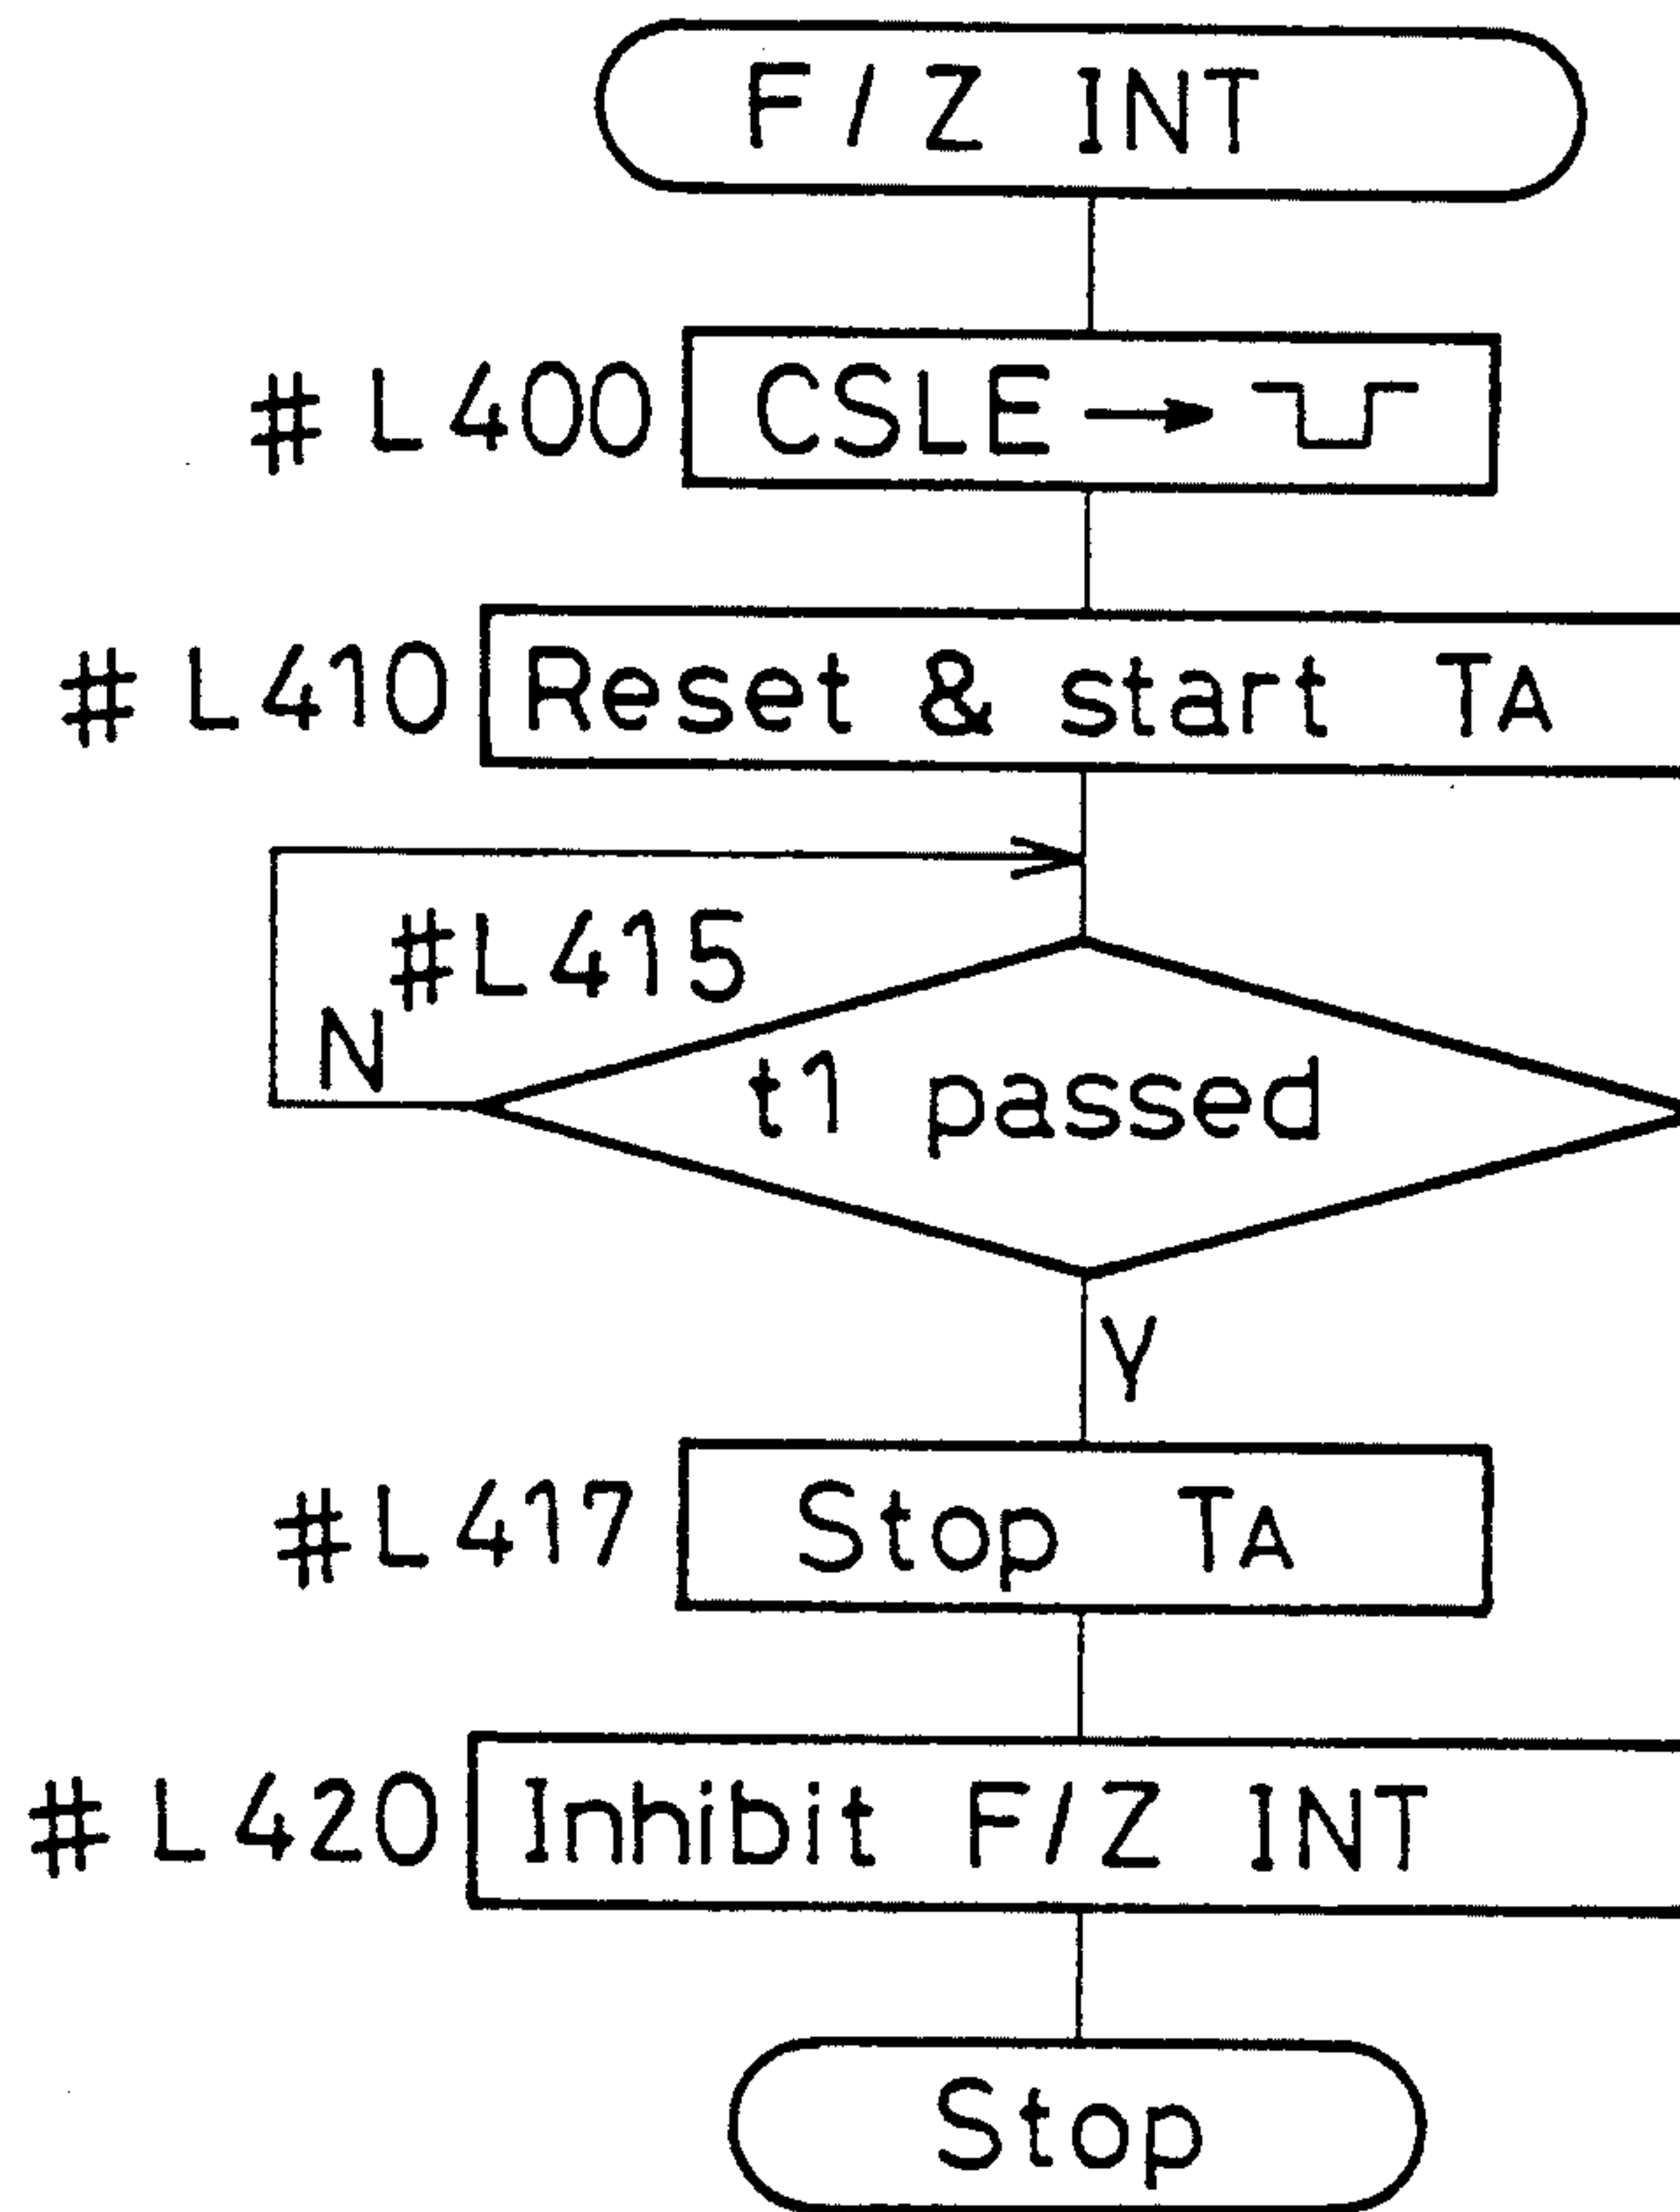 F/Z INT
#L400 CSLE →
#L410 Reset & start TA
#L415
N
t1 passed
Y
#L417 Stop TA
#L420 Inhibit F/Z INT
Stop